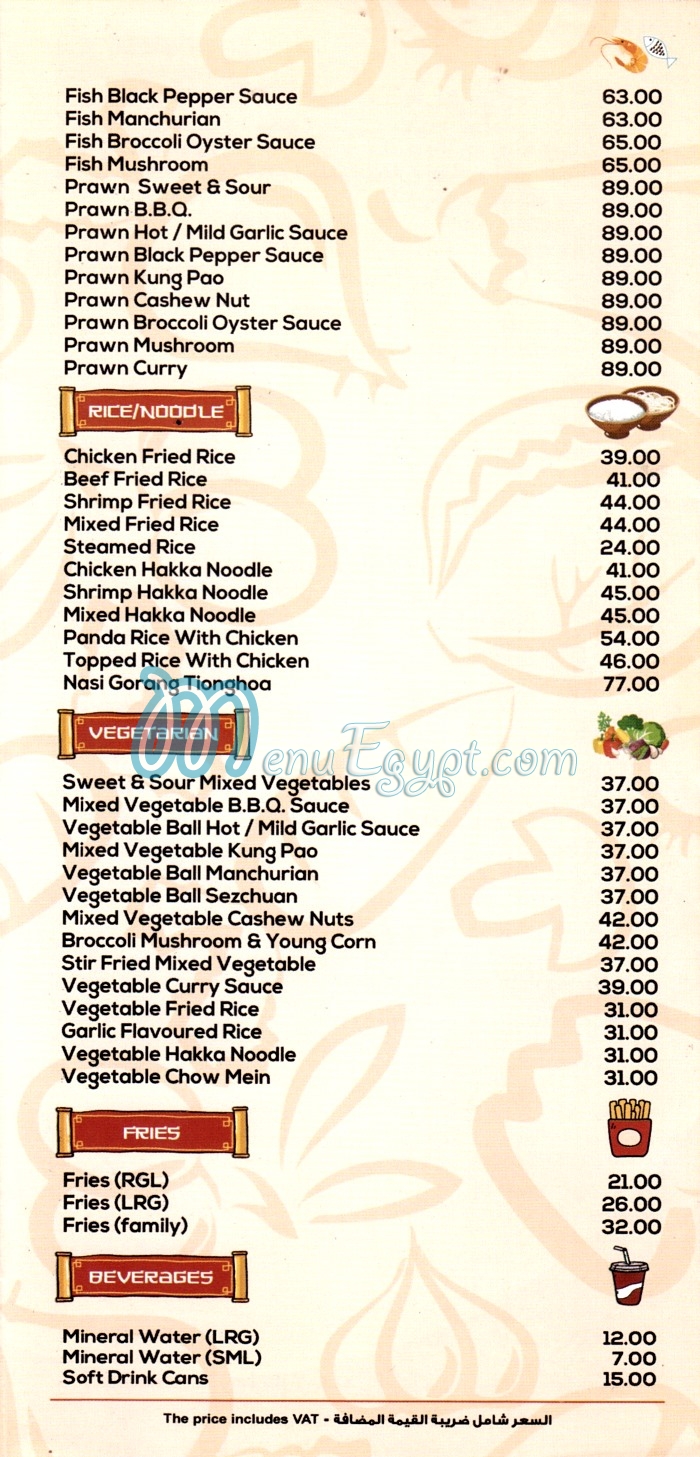 Fish Black Pepper Sauce 63.00
Fish Manchurian 63.00
Fish Broccoli Oyster Sauce 65.00
Fish Mushroom 65.00
Prawn Sweet & Sour 89.00
Prawn B.B.Q. 89.00
Prawn Hot / Mild Garlic Sauce 89.00
Prawn Black Pepper Sauce 89.00
Prawn Kung Pao 89.00
Prawn Cashew Nut 89.00
Prawn Broccoli Oyster Sauce 89.00
Prawn Mushroom 89.00
Prawn Curry 89.00
RICE/NOODLE
Chicken Fried Rice 39.00
Beef Fried Rice 41.00
Shrimp Fried Rice 44.00
Mixed Fried Rice 44.00
Steamed Rice 24.00
Chicken Hakka Noodle 41.00
Shrimp Hakka Noodle 45.00
Mixed Hakka Noodle 45.00
Panda Rice With Chicken 54.00
Topped Rice With Chicken 46.00
Nasi Gorang Tionghoa 77.00
VEGETARIAN
MenuEgypt.com
Sweet & Sour Mixed Vegetables 37.00
Mixed Vegetable B.B.Q. Sauce 37.00
Vegetable Ball Hot / Mild Garlic Sauce 37.00
Mixed Vegetable Kung Pao 37.00
Vegetable Ball Manchurian 37.00
Vegetable Ball Sezchuan 37.00
Mixed Vegetable Cashew Nuts 42.00
Broccoli Mushroom & Young Corn 42.00
Stir Fried Mixed Vegetable 37.00
Vegetable Curry Sauce 39.00
Vegetable Fried Rice 31.00
Garlic Flavoured Rice 31.00
Vegetable Hakka Noodle 31.00
Vegetable Chow Mein 31.00
FRIES
Fries (RGL) 21.00
Fries (LRG) 26.00
Fries (family) 32.00
BEVERAGES
Mineral Water (LRG) 12.00
Mineral Water (SML) 7.00
Soft Drink Cans 15.00
The price includes VAT - السعر شامل ضريبة القيمة المضافة